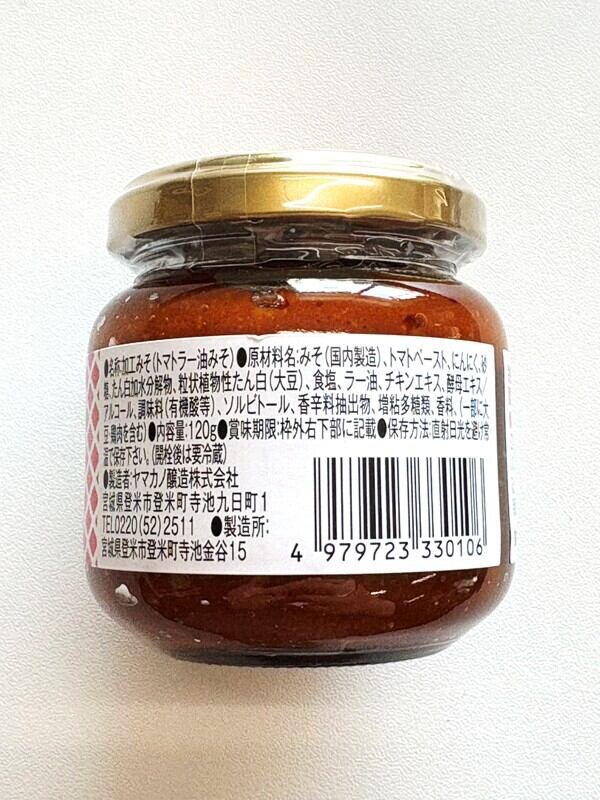 ●名称:加工みそ(トマトラー油みそ)●原材料名:みそ(国内製造)、トマトペースト、にんにく、砂
糖、たん白加水分解物、粒状植物性たん白(大豆)、食塩、ラー油、チキンエキス、酵母エキス/
アルコール、調味料(有機酸等)、ソルビトール、香辛料抽出物、増粘多糖類、香料、(一部に大
豆・鶏肉を含む)●内容量:120g●賞味期限:枠外右下部に記載●保存方法:直射日光を避け常
温で保存下さい。(開栓後は要冷蔵)
●製造者:ヤマカノ醸造株式会社
宮城県登米市登米町寺池九日町1
TEL0220(52)2511 ●製造所:
宮城県登米市登米町寺池金谷15
4 979723 330106